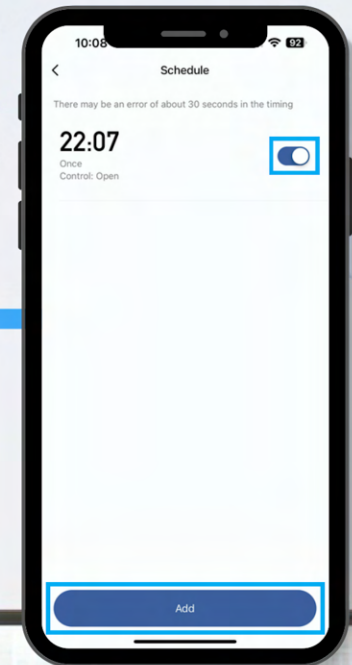 10:08
92
Schedule
There may be an error of about 30 seconds in the timing
22:07
Once
Control: Open
Add